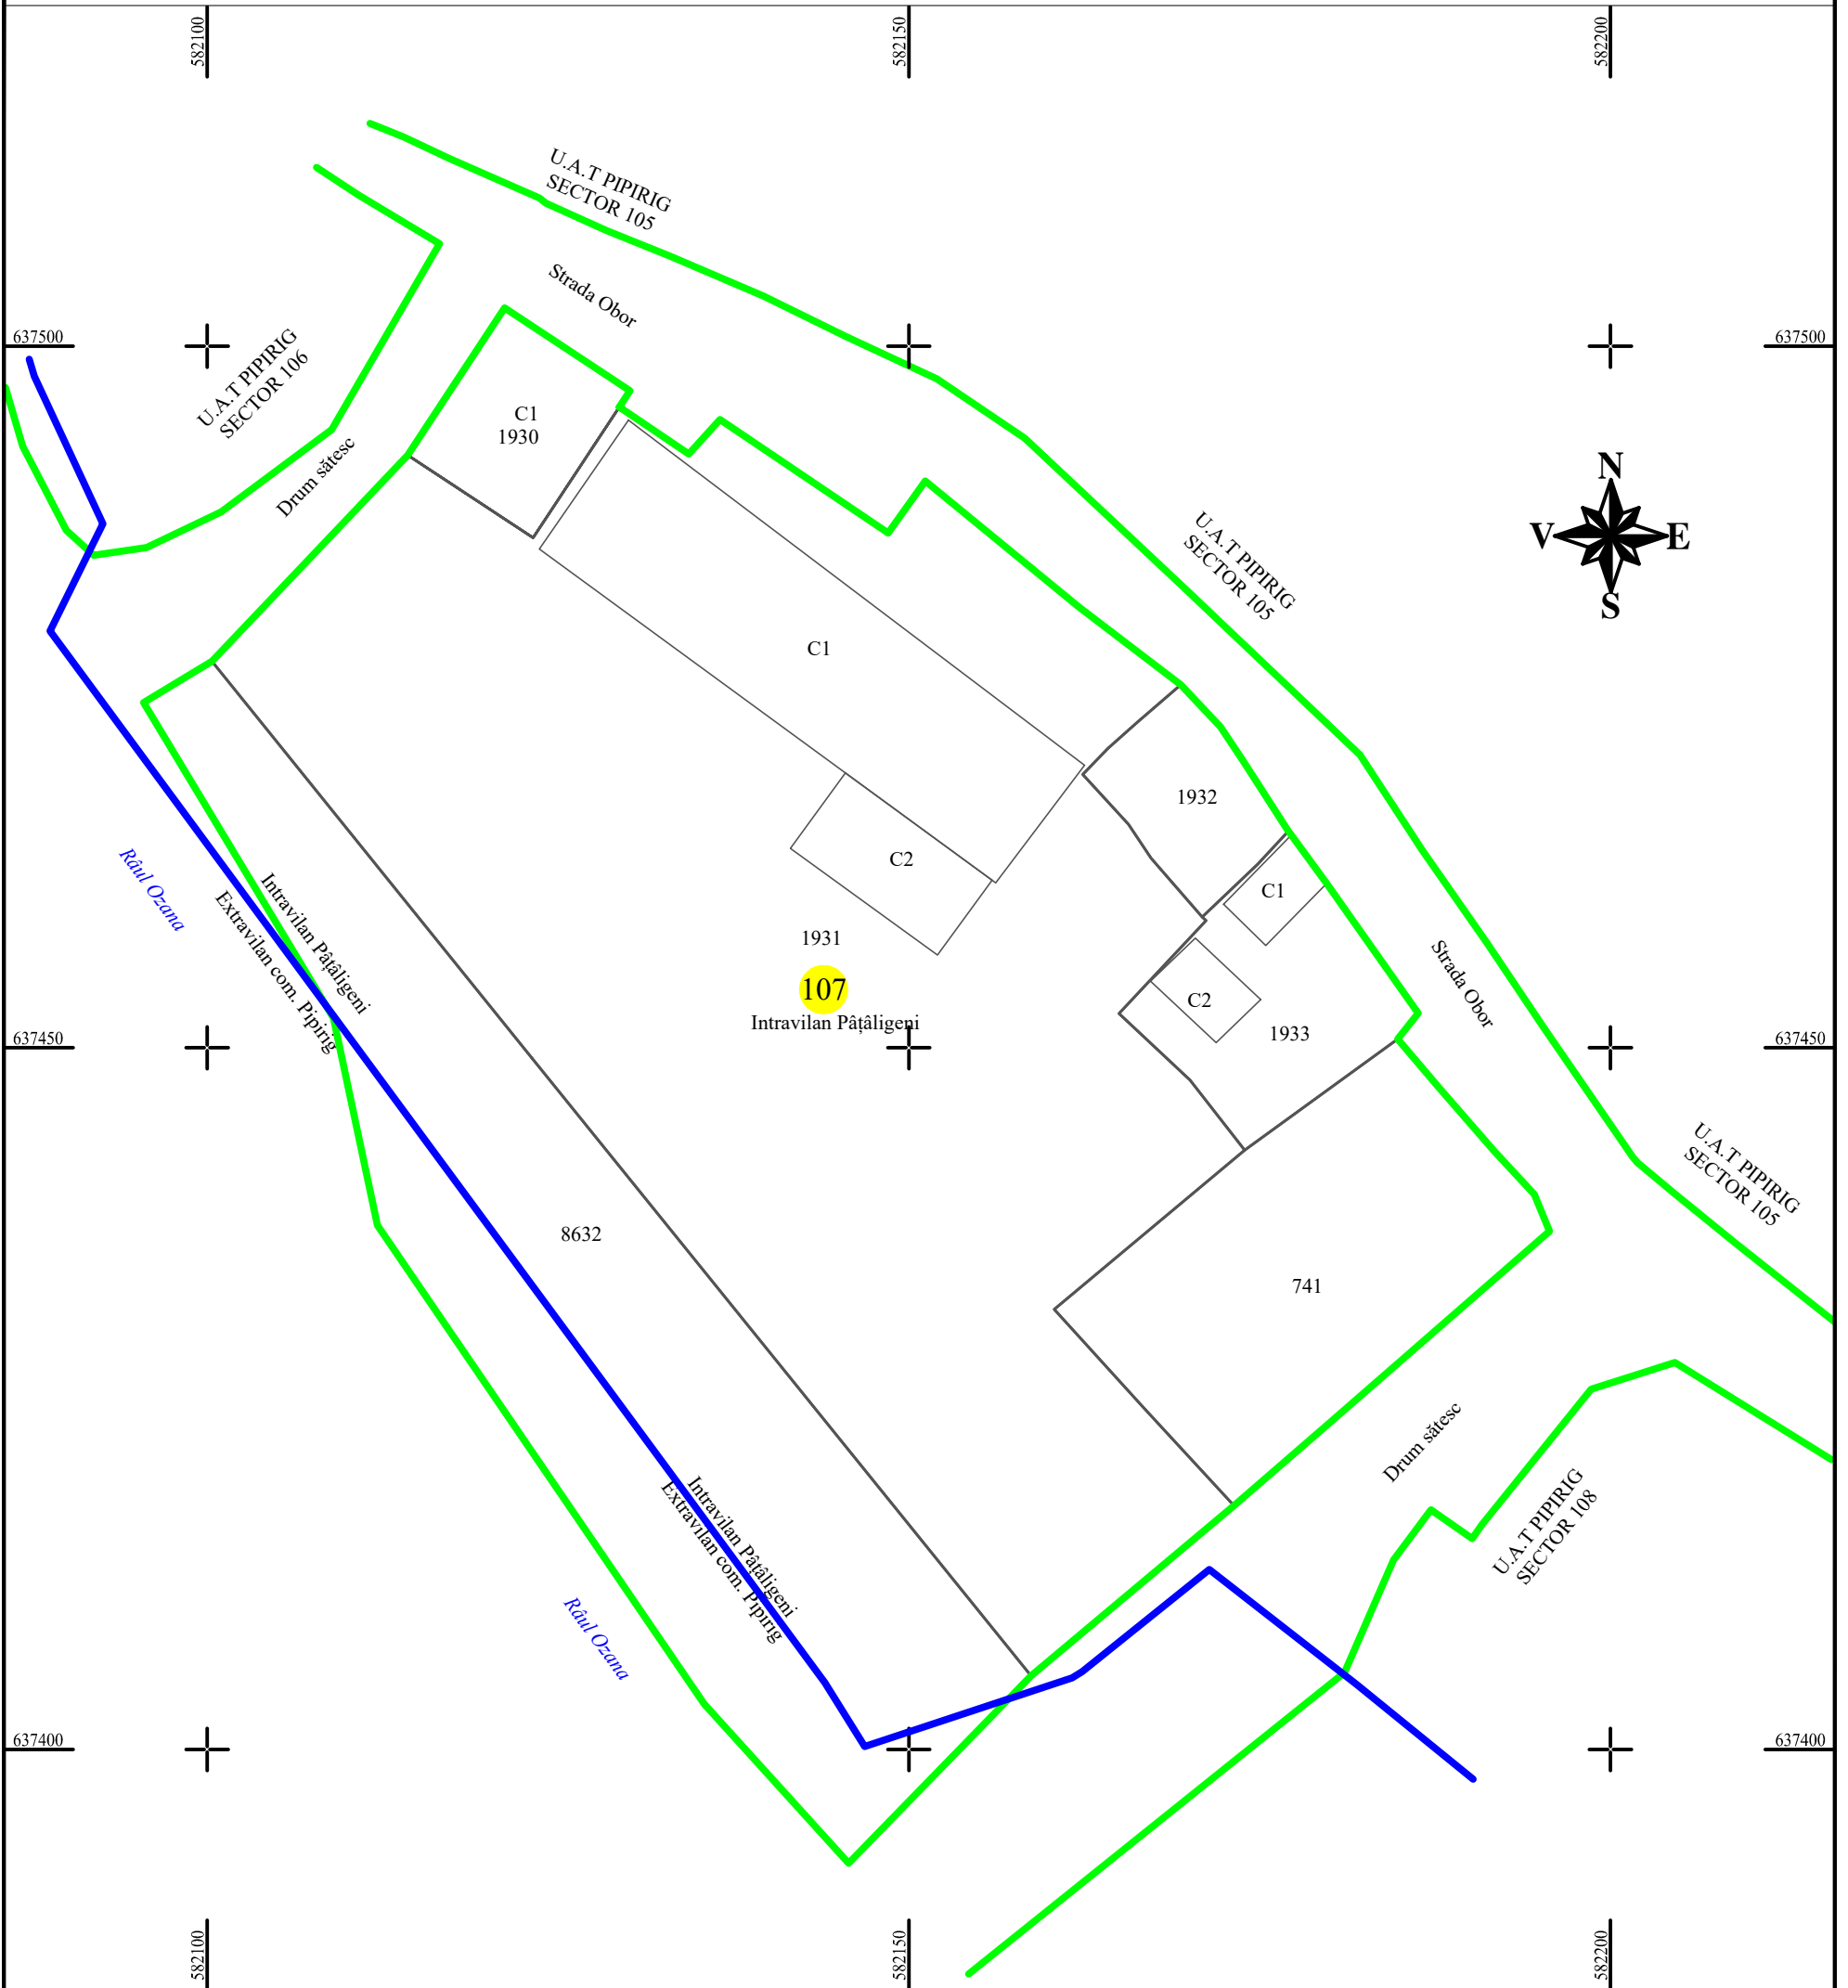 582100
582150
582200
U.A.T PIPIRIG
SECTOR 105
Strada Obor
637500
637500
U.A.T PIPIRIG
SECTOR 106
C1
1930
Drum sătesc
N
V
E
S
U.A.T PIPIRIG
SECTOR 105
C1
1932
C2
C1
Râul Ozana
Intravilan Pâțâligeni
Extravilan com. Pipirig
1931
107
Intravilan Pâțâligeni
C2
1933
Strada Obor
637450
637450
U.A.T PIPIRIG
SECTOR 105
8632
741
Drum sătesc
U.A.T PIPIRIG
SECTOR 108
Intravilan Pâțâligeni
Extravilan com. Pipirig
Râul Ozana
637400
637400
582100
582150
582200